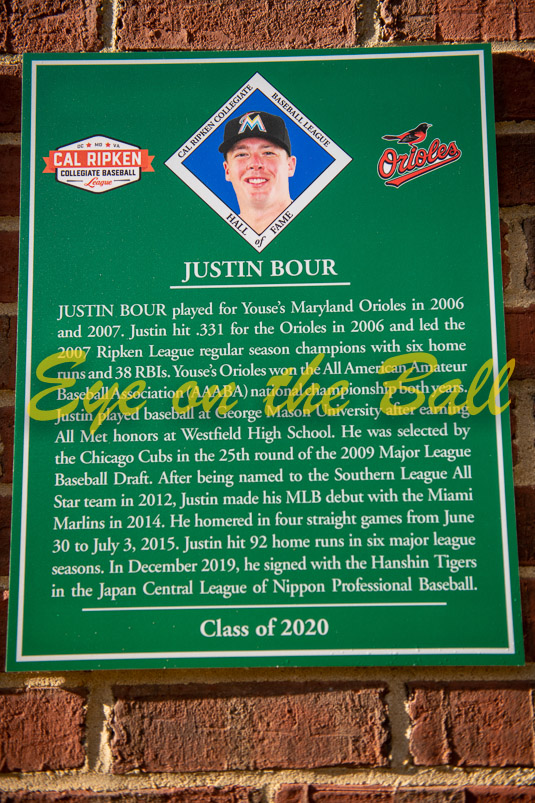 CAL RIPKEN COLLEGIATE BASEBALL LEAGUE
HALL of FAME
DC ★ MD ★ VA
CAL RIPKEN
COLLEGIATE BASEBALL
League
Orioles
JUSTIN BOUR
JUSTIN BOUR played for Youse's Maryland Orioles in 2006
and 2007. Justin hit .331 for the Orioles in 2006 and led the
2007 Ripken League regular season champions with six home
runs and 38 RBIs. Youse's Orioles won the All American Amateur
Baseball Association (AAABA) national championship both years.
Justin played baseball at George Mason University after earning
All Met honors at Westfield High School. He was selected by
the Chicago Cubs in the 25th round of the 2009 Major League
Baseball Draft. After being named to the Southern League All
Star team in 2012, Justin made his MLB debut with the Miami
Marlins in 2014. He homered in four straight games from June
30 to July 3, 2015. Justin hit 92 home runs in six major league
seasons. In December 2019, he signed with the Hanshin Tigers
in the Japan Central League of Nippon Professional Baseball.
Class of 2020
Eye on the Ball